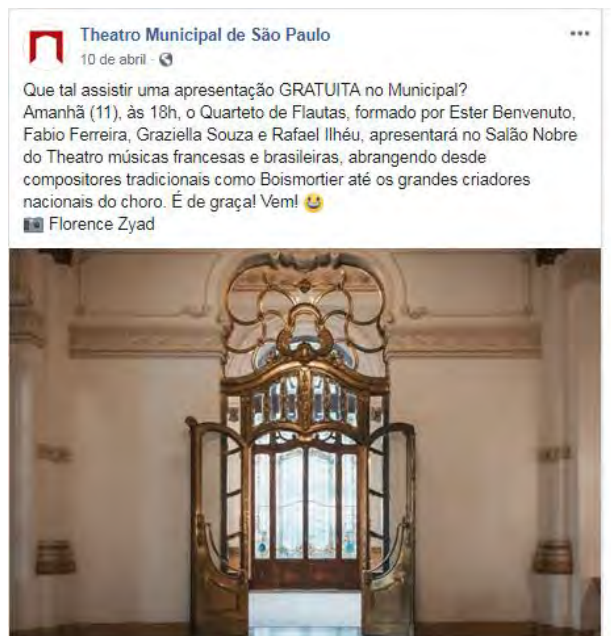 Theatro Municipal de São Paulo
10 de abril ·
Que tal assistir uma apresentação GRATUITA no Municipal?
Amanhã (11), às 18h, o Quarteto de Flautas, formado por Ester Benvenuto,
Fabio Ferreira, Graziella Souza e Rafael Ilhéu, apresentará no Salão Nobre
do Theatro músicas francesas e brasileiras, abrangendo desde
compositores tradicionais como Boismortier até os grandes criadores
nacionais do choro. É de graça! Vem! 😃
📷 Florence Zyad